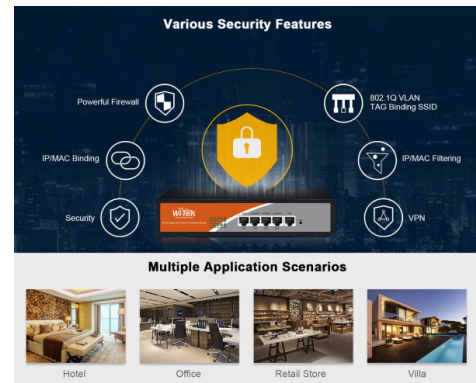 Various Security Features
Powerful Firewall
802.1Q VLAN
TAG Binding SSID
IP/MAC Binding
IP/MAC Filtering
Security
VPN
Wi-TEK
Multiple Application Scenarios
Hotel
Office
Retail Store
Villa